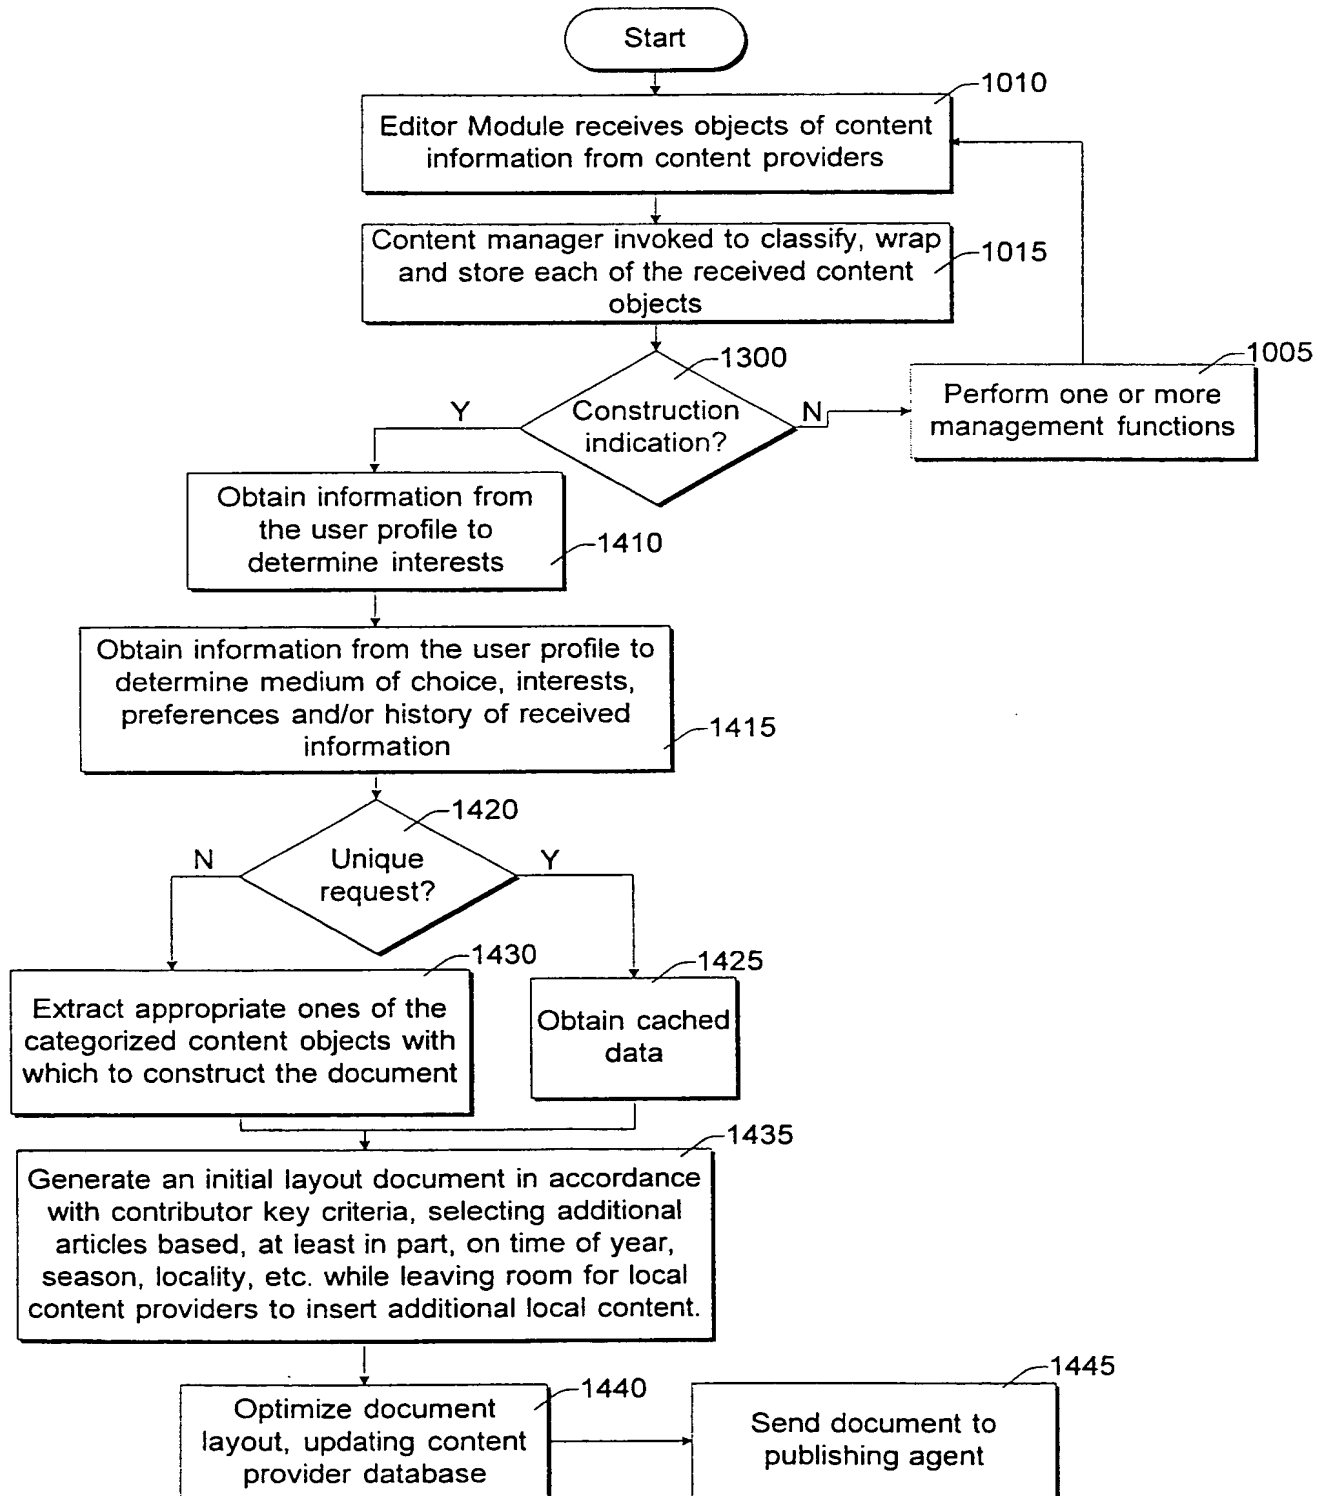 Start
1010
Editor Module receives objects of content
information from content providers
Content manager invoked to classify, wrap
and store each of the received content
objects
1015
1300
Construction
indication?
Y
N
1005
Perform one or more
management functions
Obtain information from
the user profile to
determine interests
1410
Obtain information from the user profile to
determine medium of choice, interests,
preferences and/or history of received
information
1415
1420
Unique
request?
N
Y
1430
Extract appropriate ones of the
categorized content objects with
which to construct the document
1425
Obtain cached
data
1435
Generate an initial layout document in accordance
with contributor key criteria, selecting additional
articles based, at least in part, on time of year,
season, locality, etc. while leaving room for local
content providers to insert additional local content.
1440
Optimize document
layout, updating content
provider database
1445
Send document to
publishing agent